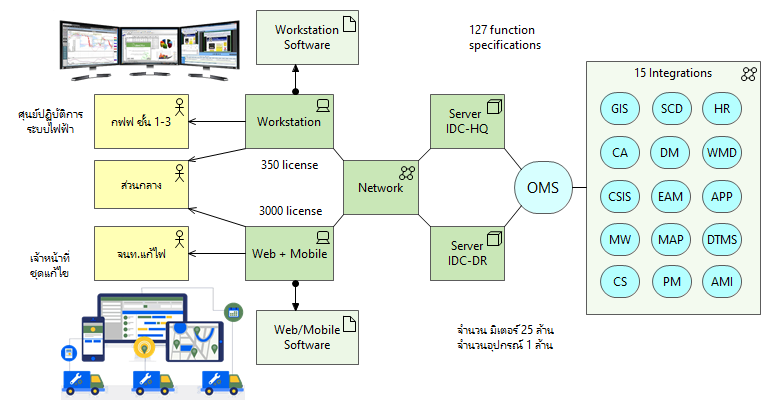 Workstation
Software
127 function
specifications
15 Integrations
ศูนย์ปฏิบัติการ
ระบบไฟฟ้า
กฟฟ ชั้น 1-3
Workstation
Server
IDC-HQ
GIS
SCD
HR
350 license
CA
DM
WMD
ส่วนกลาง
Network
OMS
CSIS
EAM
APP
3000 license
เจ้าหน้าที่
ชุดแก้ไข
จนท.แก้ไฟ
Web + Mobile
Server
IDC-DR
MW
MAP
DTMS
CS
PM
AMI
Web/Mobile
Software
จำนวน มิเตอร์ 25 ล้าน
จำนวนอุปกรณ์ 1 ล้าน